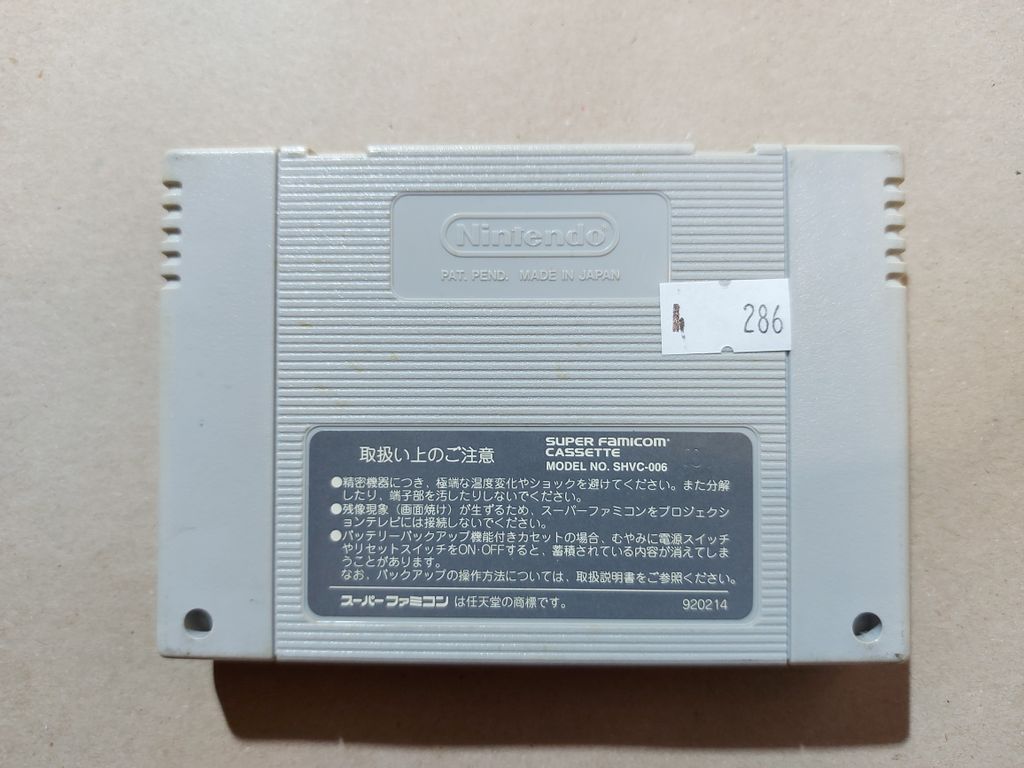 Nintendo
PAT. PEND. MADE IN JAPAN
286
取扱い上のご注意
SUPER FAMICOM
CASSETTE
MODEL NO. SHVC-006
●精密機器につき、極端な温度変化やショックを避けてください。また分解
したり、端子部を汚したりしないでください。
●残像現象(画面焼け)が生ずるため、スーパーファミコンをプロジェクシ
ョンテレビには接続しないでください。
●バッテリーバックアップ機能付きカセットの場合、むやみに電源スイッチ
やリセットスイッチをON·OFFすると、蓄積されている内容が消えてしま
うことがあります。
なお、バックアップの操作方法については、取扱説明書をご参照ください。
スーパーファミコン は任天堂の商標です。
920214